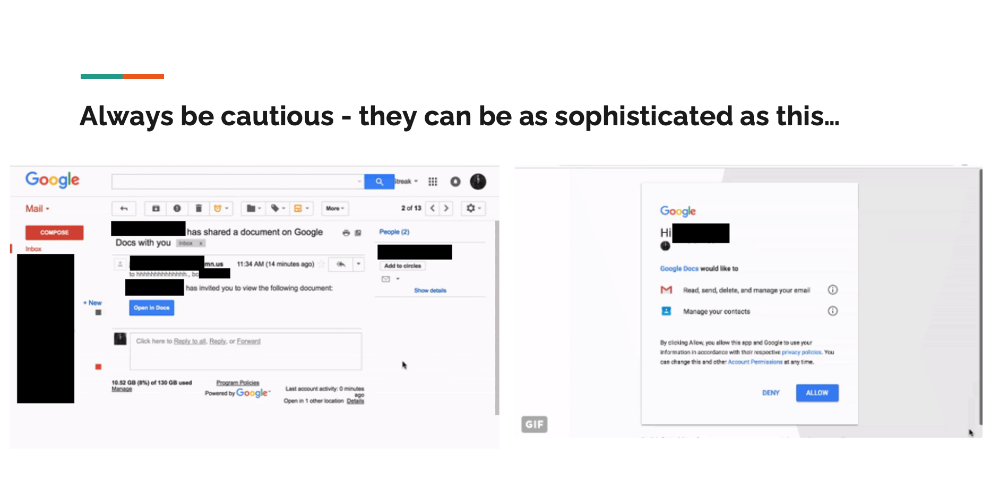 Always be cautious - they can be as sophisticated as this...
Google
Streak
Mail
More
2 of 13
COMPOSE
has shared a document on Google
Docs with you Inbox x
People (2)
Inbox
mn.us 11:34 AM (14 minutes ago)
Add to circles
to hhhhhhhhhhhhhh., bc
has invited you to view the following document:
Show details
+ New
Open in Docs
Click here to Reply to all, Reply, or Forward
10.52 GB (8%) of 130 GB used
Manage
Program Policies
Powered by Google™
Last account activity: 0 minutes
ago
Open in 1 other location Details
Google
Hi
Google Docs would like to
Read, send, delete, and manage your email
Manage your contacts
By clicking Allow, you allow this app and Google to use your
information in accordance with their respective privacy policies. You
can change this and other Account Permissions at any time.
DENY ALLOW
GIF